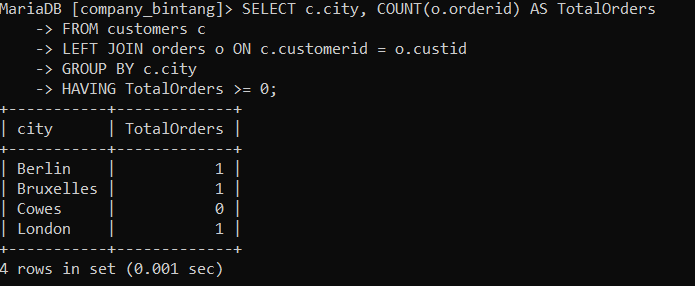 MariaDB [company_bintang]> SELECT c.city, COUNT(o.orderid) AS TotalOrders
    -> FROM customers c
    -> LEFT JOIN orders o ON c.customerid = o.custid
    -> GROUP BY c.city
    -> HAVING TotalOrders >= 0;
+-----------+-------------+
| city      | TotalOrders |
+-----------+-------------+
| Berlin    |           1 |
| Bruxelles |           1 |
| Cowes     |           0 |
| London    |           1 |
+-----------+-------------+
4 rows in set (0.001 sec)